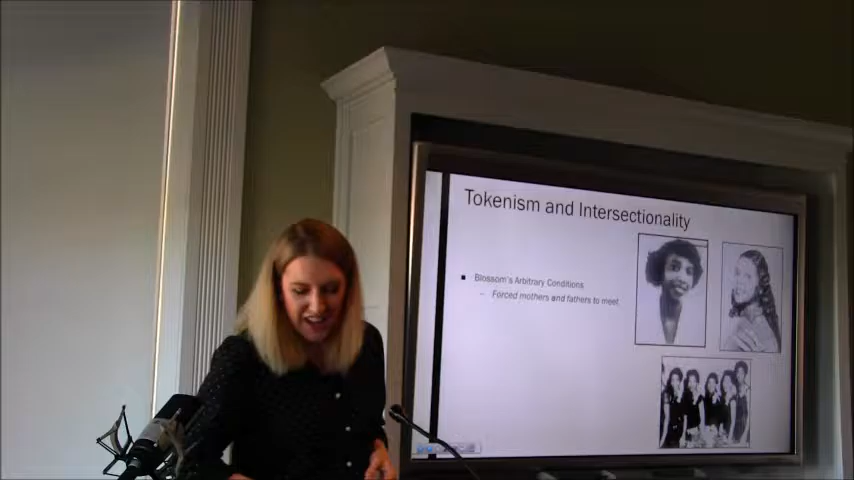 Tokenism and Intersectionality
Blossom's Arbitrary Conditions
Forced mothers and fathers to meet